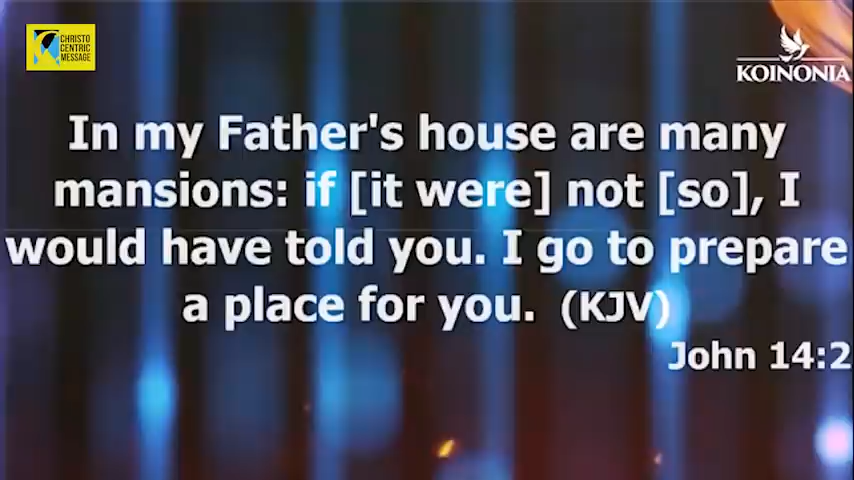 CHRISTO
CENTRIC
MESSAGE
KOINONIA
In my Father's house are many
mansions: if [it were] not [so], I
would have told you. I go to prepare
a place for you. (KJV)
John 14:2